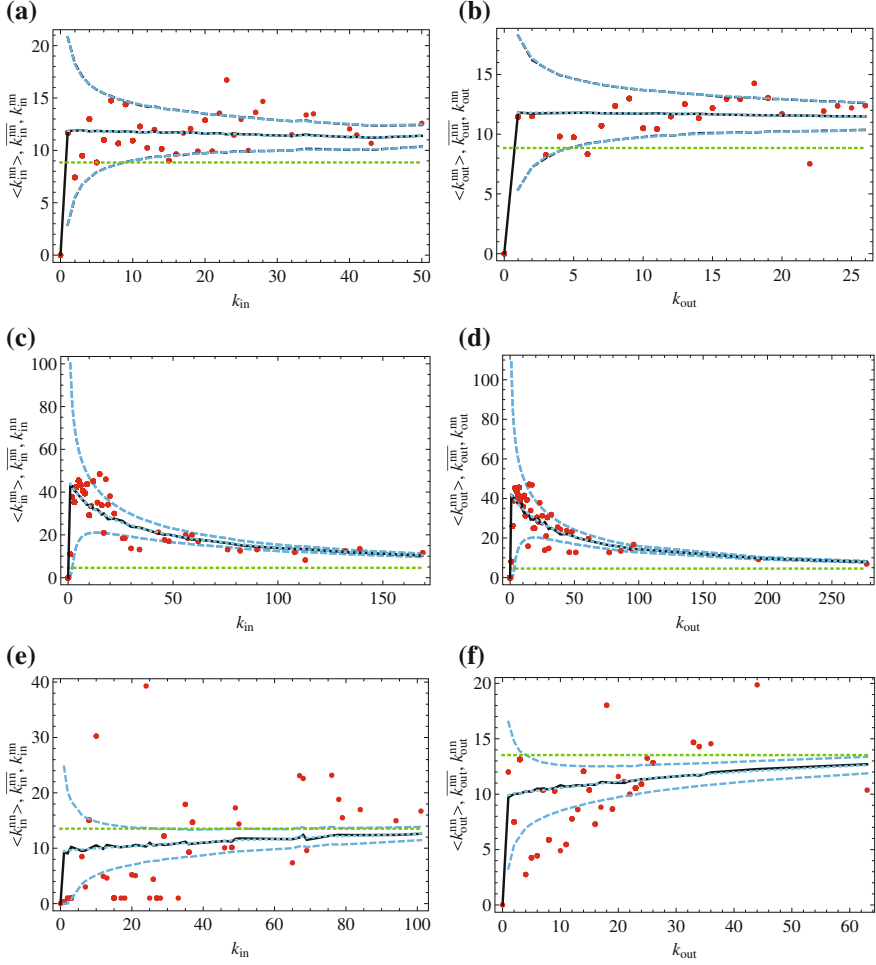 (a)
20
15
10
5
0
<k_in^nn>, \overline{k_in^nn}, k_in^nn
0 10 20 30 40 50
k_in
(b)
15
10
5
0
<k_out^nn>, \overline{k_out^nn}, k_out^nn
0 5 10 15 20 25
k_out
(c)
100
80
60
40
20
0
<k_in^nn>, \overline{k_in^nn}, k_in^nn
0 50 100 150
k_in
(d)
100
80
60
40
20
0
<k_out^nn>, \overline{k_out^nn}, k_out^nn
0 50 100 150 200 250
k_out
(e)
40
30
20
10
0
<k_in^nn>, \overline{k_in^nn}, k_in^nn
0 20 40 60 80 100
k_in
(f)
20
15
10
5
0
<k_out^nn>, \overline{k_out^nn}, k_out^nn
0 10 20 30 40 50 60
k_out